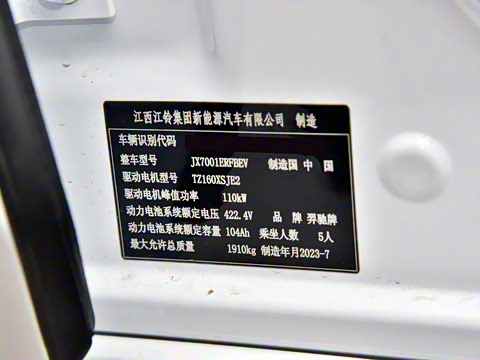 江西江铃集团新能源汽车有限公司 制造
车辆识别代码
整车型号 JX7001ERFBEV 制造国 中 国
驱动电机型号 TZ160XSJE2
驱动电机峰值功率 110kW
动力电池系统额定电压 422.4V 品 牌 羿驰牌
动力电池系统额定容量 104Ah 乘坐人数 5人
最大允许总质量 1910kg 制造年月2023-7